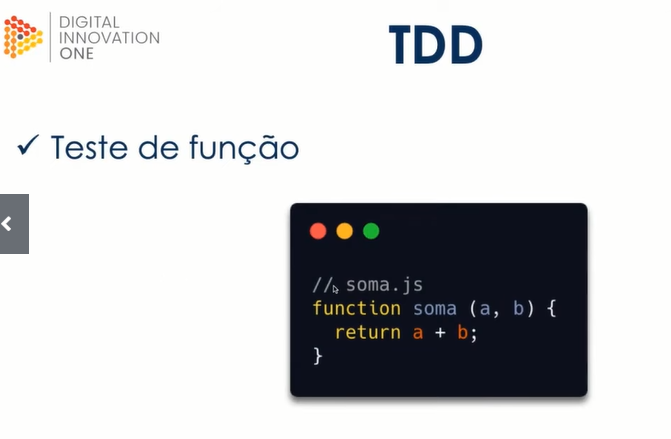 DIGITAL
INNOVATION
ONE
TDD
✓ Teste de função
// soma.js
function soma (a, b) {
  return a + b;
}